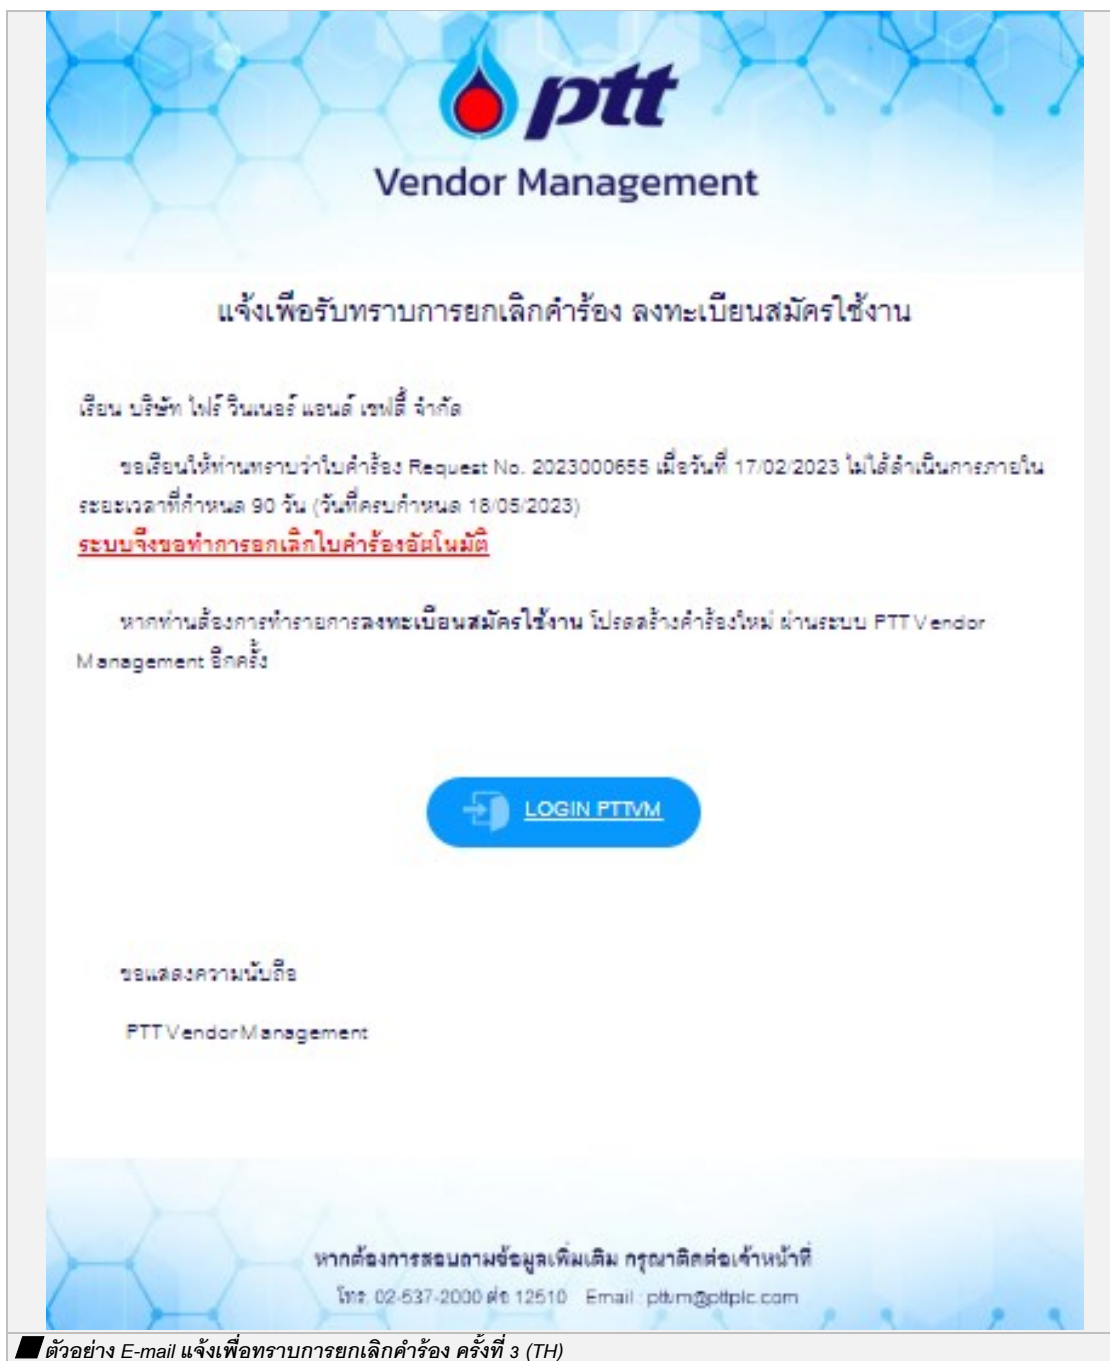 ptt
Vendor Management
แจ้งเพื่อรับทราบการยกเลิกคำร้อง ลงทะเบียนสมัครใช้งาน
เรียน บริษัท ไฟร์ วินเนอร์ แอนด์ เซฟตี้ จำกัด
ขอเรียนให้ท่านทราบว่าใบคำร้อง Request No. 2023000655 เมื่อวันที่ 17/02/2023 ไม่ได้ดำเนินการภายใน
ระยะเวลาที่กำหนด 90 วัน (วันที่ครบกำหนด 18/05/2023)
ระบบจึงขอทำการยกเลิกใบคำร้องอัตโนมัติ
หากท่านต้องการทำรายการลงทะเบียนสมัครใช้งาน โปรดสร้างคำร้องใหม่ ผ่านระบบ PTT Vendor
Management อีกครั้ง
LOGIN PTTVM
ขอแสดงความนับถือ
PTT Vendor Management
หากต้องการสอบถามข้อมูลเพิ่มเติม กรุณาติดต่อเจ้าหน้าที่
โทร. 02-537-2000 ต่อ 12510 Email : pttvm@pttplc.com
ตัวอย่าง E-mail แจ้งเพื่อทราบการยกเลิกคำร้อง ครั้งที่ 3 (TH)